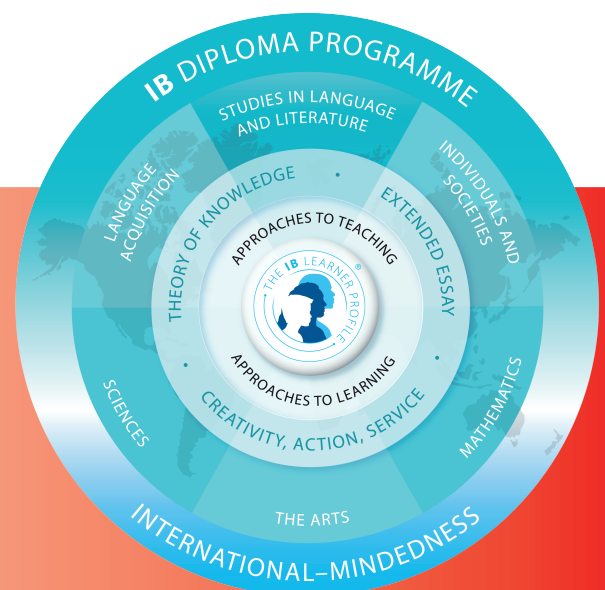 IB DIPLOMA PROGRAMME
STUDIES IN LANGUAGE
AND LITERATURE
LANGUAGE
ACQUISITION
INDIVIDUALS AND
SOCIETIES
THEORY OF KNOWLEDGE
EXTENDED ESSAY
APPROACHES TO TEACHING
THE IB LEARNER PROFILE ®
APPROACHES TO LEARNING
CREATIVITY, ACTION, SERVICE
SCIENCES
MATHEMATICS
THE ARTS
INTERNATIONAL–MINDEDNESS